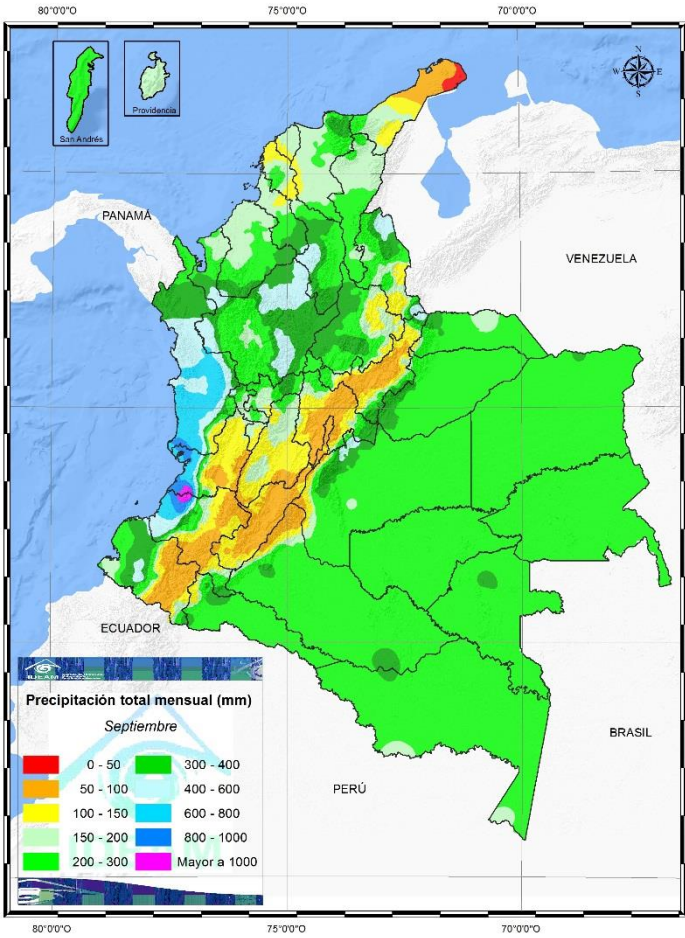 80°0'0"O 75°0'0"O 70°0'0"O
N
W E
S
San Andrés
Providencia
PANAMÁ
VENEZUELA
ECUADOR
BRASIL
PERÚ
IDEAM
Precipitación total mensual (mm)
Septiembre
0 - 50 300 - 400
50 - 100 400 - 600
100 - 150 600 - 800
150 - 200 800 - 1000
200 - 300 Mayor a 1000
80°0'0"O 75°0'0"O 70°0'0"O